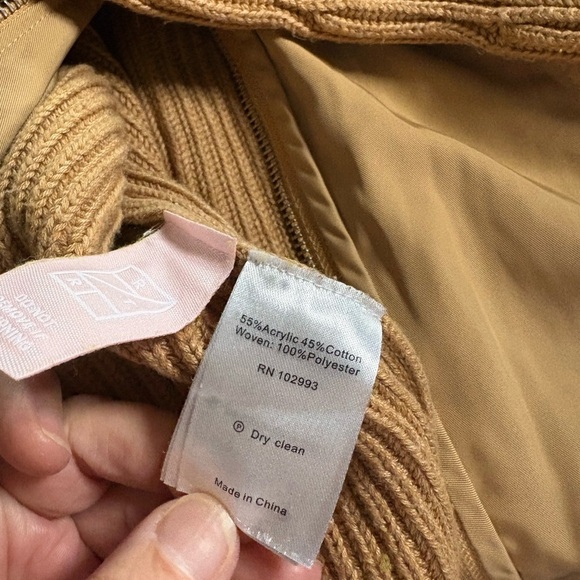 55%Acrylic 45%Cotton
Woven: 100%Polyester
RN 102993
Ⓟ Dry clean
Made in China
R
R